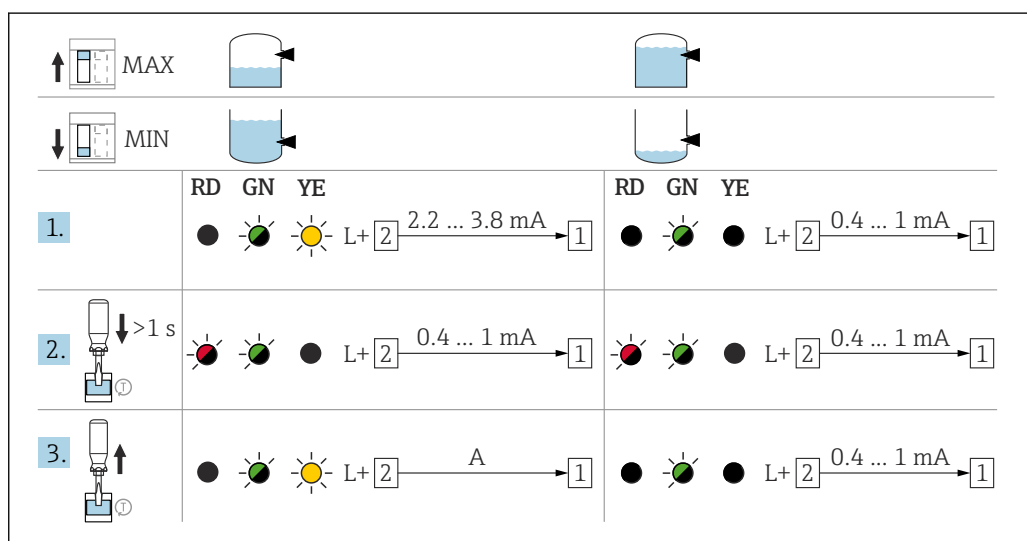 MAX
MIN
RD GN YE RD GN YE
1. L+ 2 2.2 ... 3.8 mA 1 L+ 2 0.4 ... 1 mA 1
2. >1 s T L+ 2 0.4 ... 1 mA 1 L+ 2 0.4 ... 1 mA 1
3. T L+ 2 A 1 L+ 2 0.4 ... 1 mA 1